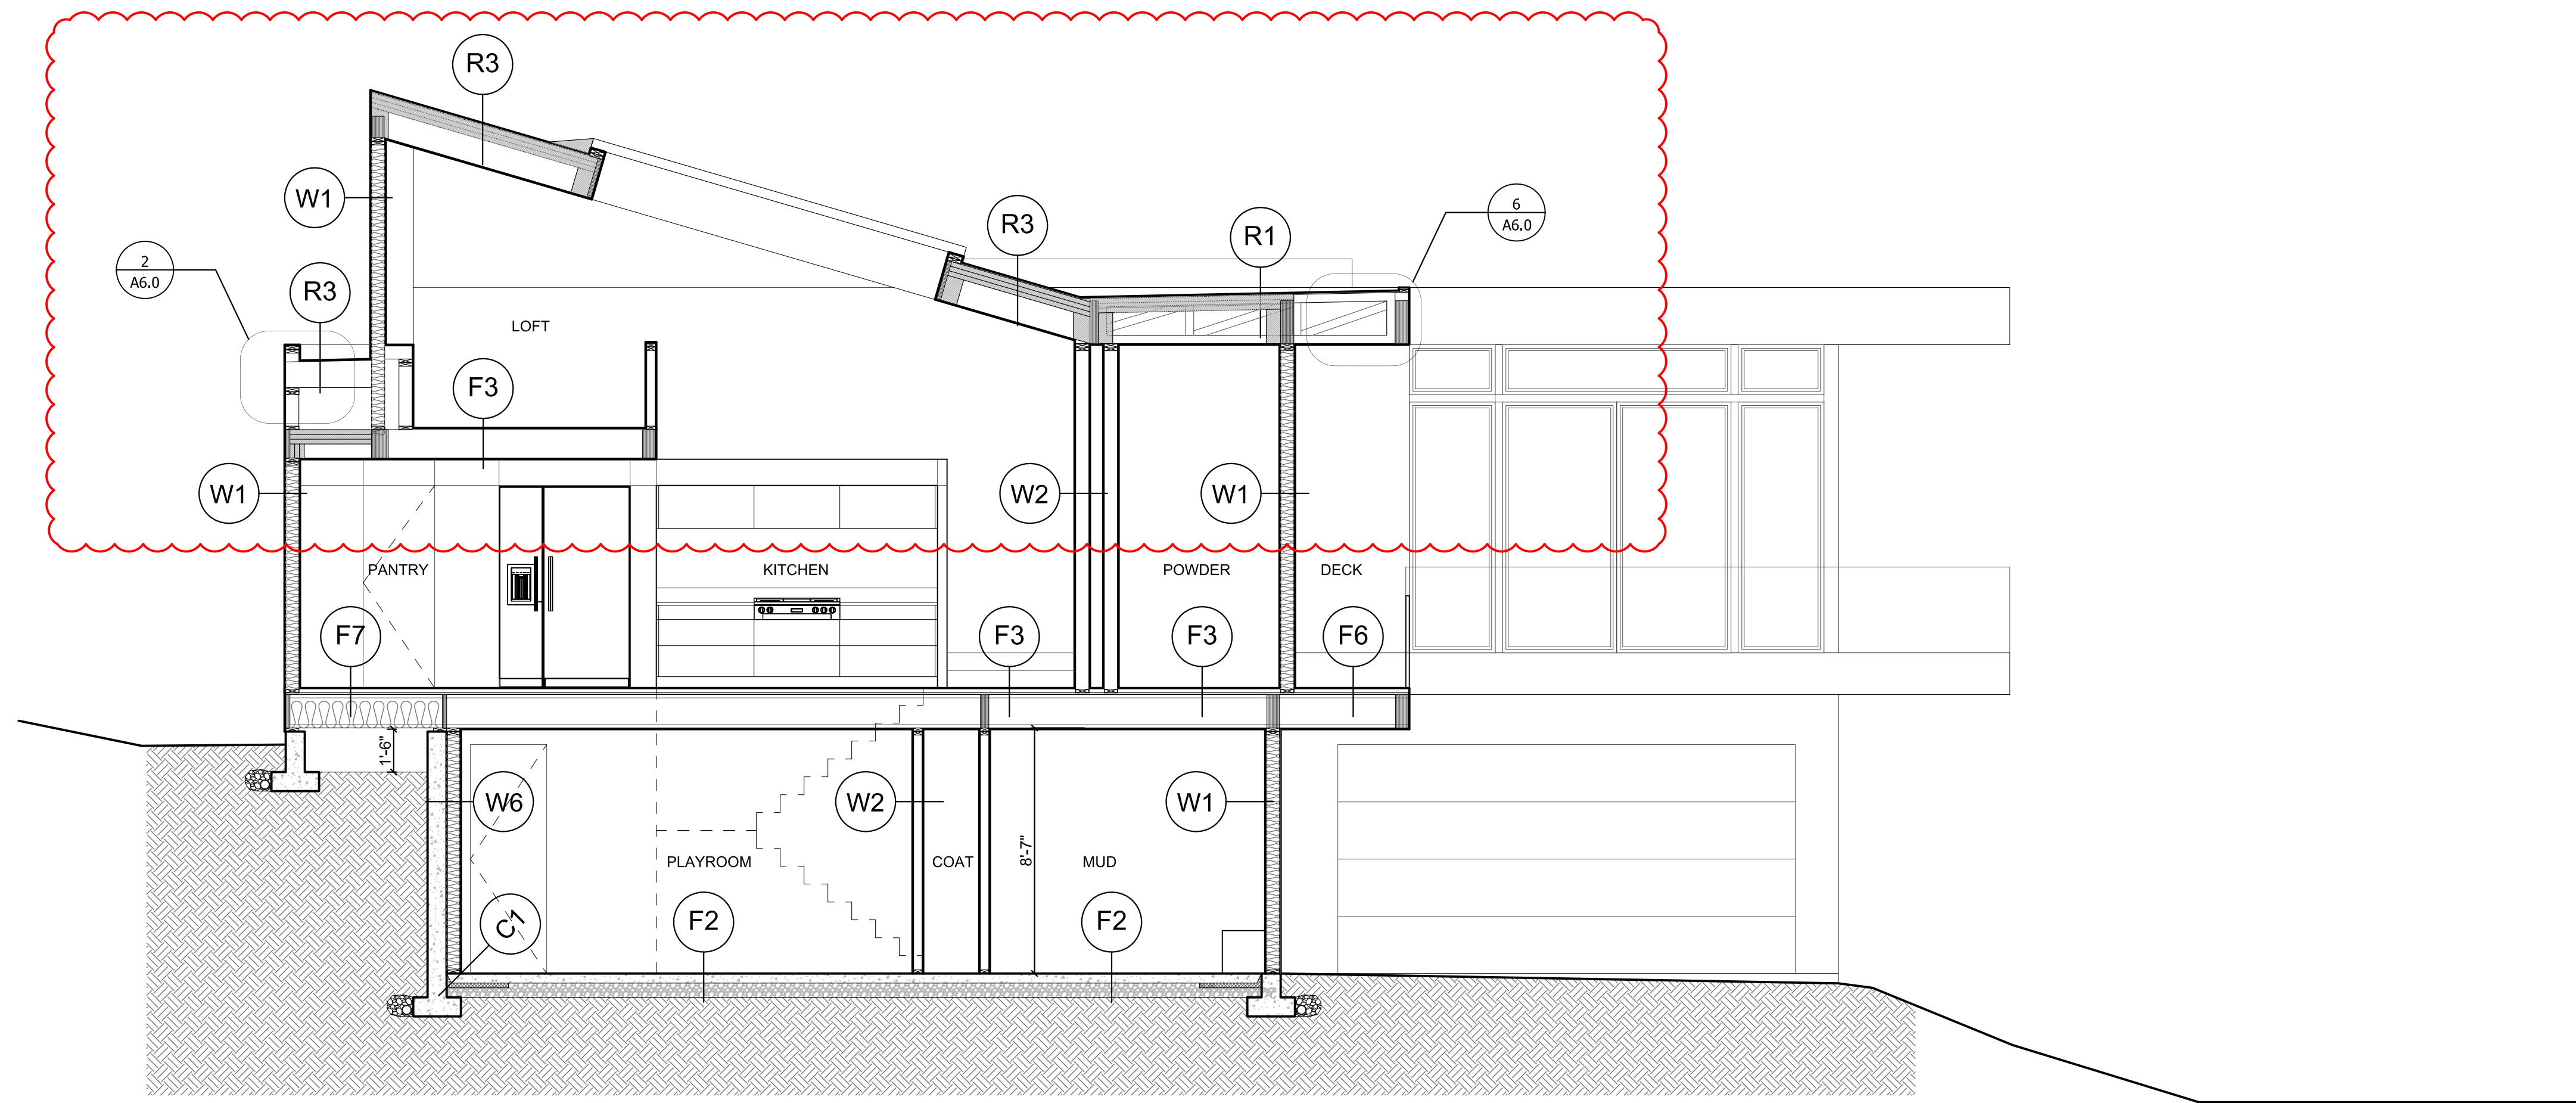 R3
W1
R3
6
A6.0
R1
2
A6.0
R3
LOFT
F3
W1
W2
W1
PANTRY
KITCHEN
POWDER
DECK
F7
F3
F3
F6
1'-6"
W6
W2
W1
8'-7"
PLAYROOM
COAT
MUD
C1
F2
F2